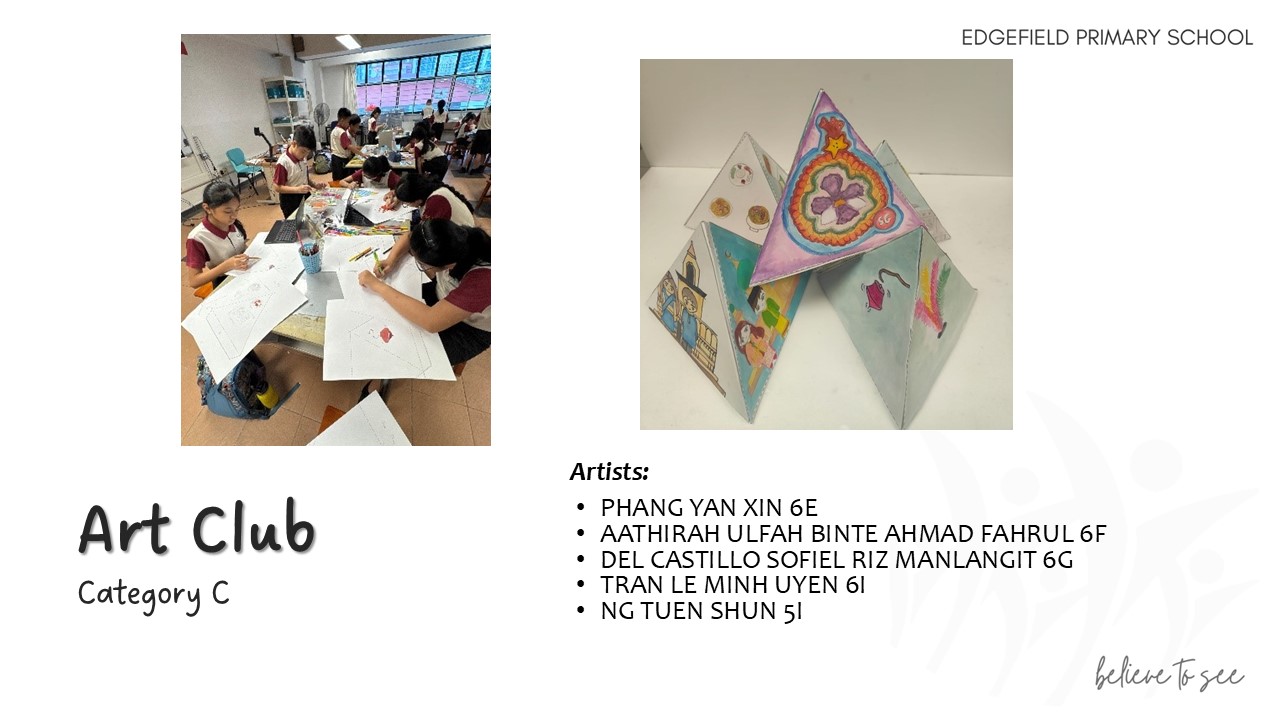 EDGEFIELD PRIMARY SCHOOL
SG
Art Club
Category C
Artists:
• PHANG YAN XIN 6E
• AATHIRAH ULFAH BINTE AHMAD FAHRUL 6F
• DEL CASTILLO SOFIEL RIZ MANLANGIT 6G
• TRAN LE MINH UYEN 6I
• NG TUEN SHUN 5I
believe to see